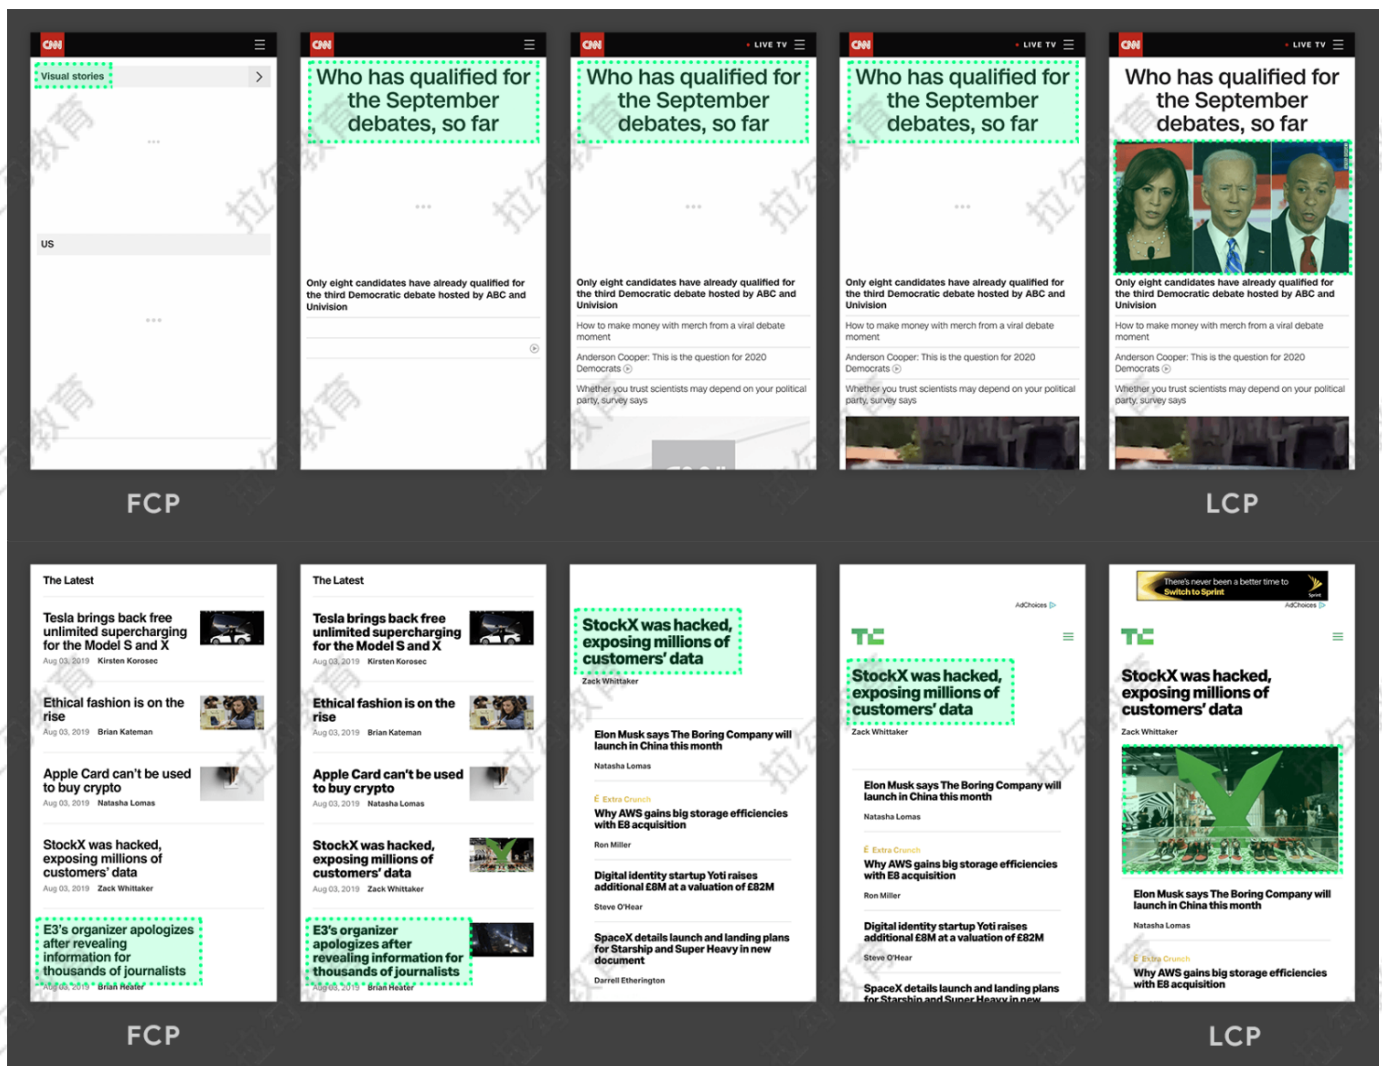 CNN
Visual stories
US
CNN
Who has qualified for
the September
debates, so far
Only eight candidates have already qualified for
the third Democratic debate hosted by ABC and
Univision
CNN
LIVE TV
Who has qualified for
the September
debates, so far
Only eight candidates have already qualified for
the third Democratic debate hosted by ABC and
Univision
How to make money with merch from a viral debate
moment
Anderson Cooper: This is the question for 2020
Democrats
Whether you trust scientists may depend on your political
party, survey says
CNN
LIVE TV
Who has qualified for
the September
debates, so far
Only eight candidates have already qualified for
the third Democratic debate hosted by ABC and
Univision
How to make money with merch from a viral debate
moment
Anderson Cooper: This is the question for 2020
Democrats
Whether you trust scientists may depend on your political
party, survey says
CNN
LIVE TV
Who has qualified for
the September
debates, so far
Only eight candidates have already qualified for
the third Democratic debate hosted by ABC and
Univision
How to make money with merch from a viral debate
moment
Anderson Cooper: This is the question for 2020
Democrats
Whether you trust scientists may depend on your political
party, survey says
FCP
LCP
The Latest
Tesla brings back free
unlimited supercharging
for the Model S and X
Aug 03, 2019 Kirsten Korosec
Ethical fashion is on the
rise
Aug 03, 2019 Brian Kateman
Apple Card can't be used
to buy crypto
Aug 03, 2019 Natasha Lomas
StockX was hacked,
exposing millions of
customers' data
Aug 03, 2019 Zack Whittaker
E3's organizer apologizes
after revealing
information for
thousands of journalists
Aug 03, 2019 Brian Heater
The Latest
Tesla brings back free
unlimited supercharging
for the Model S and X
Aug 03, 2019 Kirsten Korosec
Ethical fashion is on the
rise
Aug 03, 2019 Brian Kateman
Apple Card can't be used
to buy crypto
Aug 03, 2019 Natasha Lomas
StockX was hacked,
exposing millions of
customers' data
Aug 03, 2019 Zack Whittaker
E3's organizer
apologizes after
revealing information for
thousands of journalists
Aug 03, 2019 Brian Heater
StockX was hacked,
exposing millions of
customers' data
Zack Whittaker
Elon Musk says The Boring Company will
launch in China this month
Natasha Lomas
Extra Crunch
Why AWS gains big storage efficiencies
with E8 acquisition
Ron Miller
Digital identity startup Yoti raises
additional £8M at a valuation of £82M
Steve O'Hear
SpaceX details launch and landing plans
for Starship and Super Heavy in new
document
Darrell Etherington
AdChoices
TC
StockX was hacked,
exposing millions of
customers' data
Zack Whittaker
Elon Musk says The Boring Company will
launch in China this month
Natasha Lomas
Extra Crunch
Why AWS gains big storage efficiencies
with E8 acquisition
Ron Miller
Digital identity startup Yoti raises
additional £8M at a valuation of £82M
Steve O'Hear
SpaceX details launch and landing plans
for Starship and Super Heavy in new
There's never been a better time to
Switch to Sprint
Sprint
AdChoices
TC
StockX was hacked,
exposing millions of
customers' data
Zack Whittaker
Elon Musk says The Boring Company will
launch in China this month
Natasha Lomas
Extra Crunch
Why AWS gains big storage efficiencies
with E8 acquisition
FCP
LCP
拉勾教育